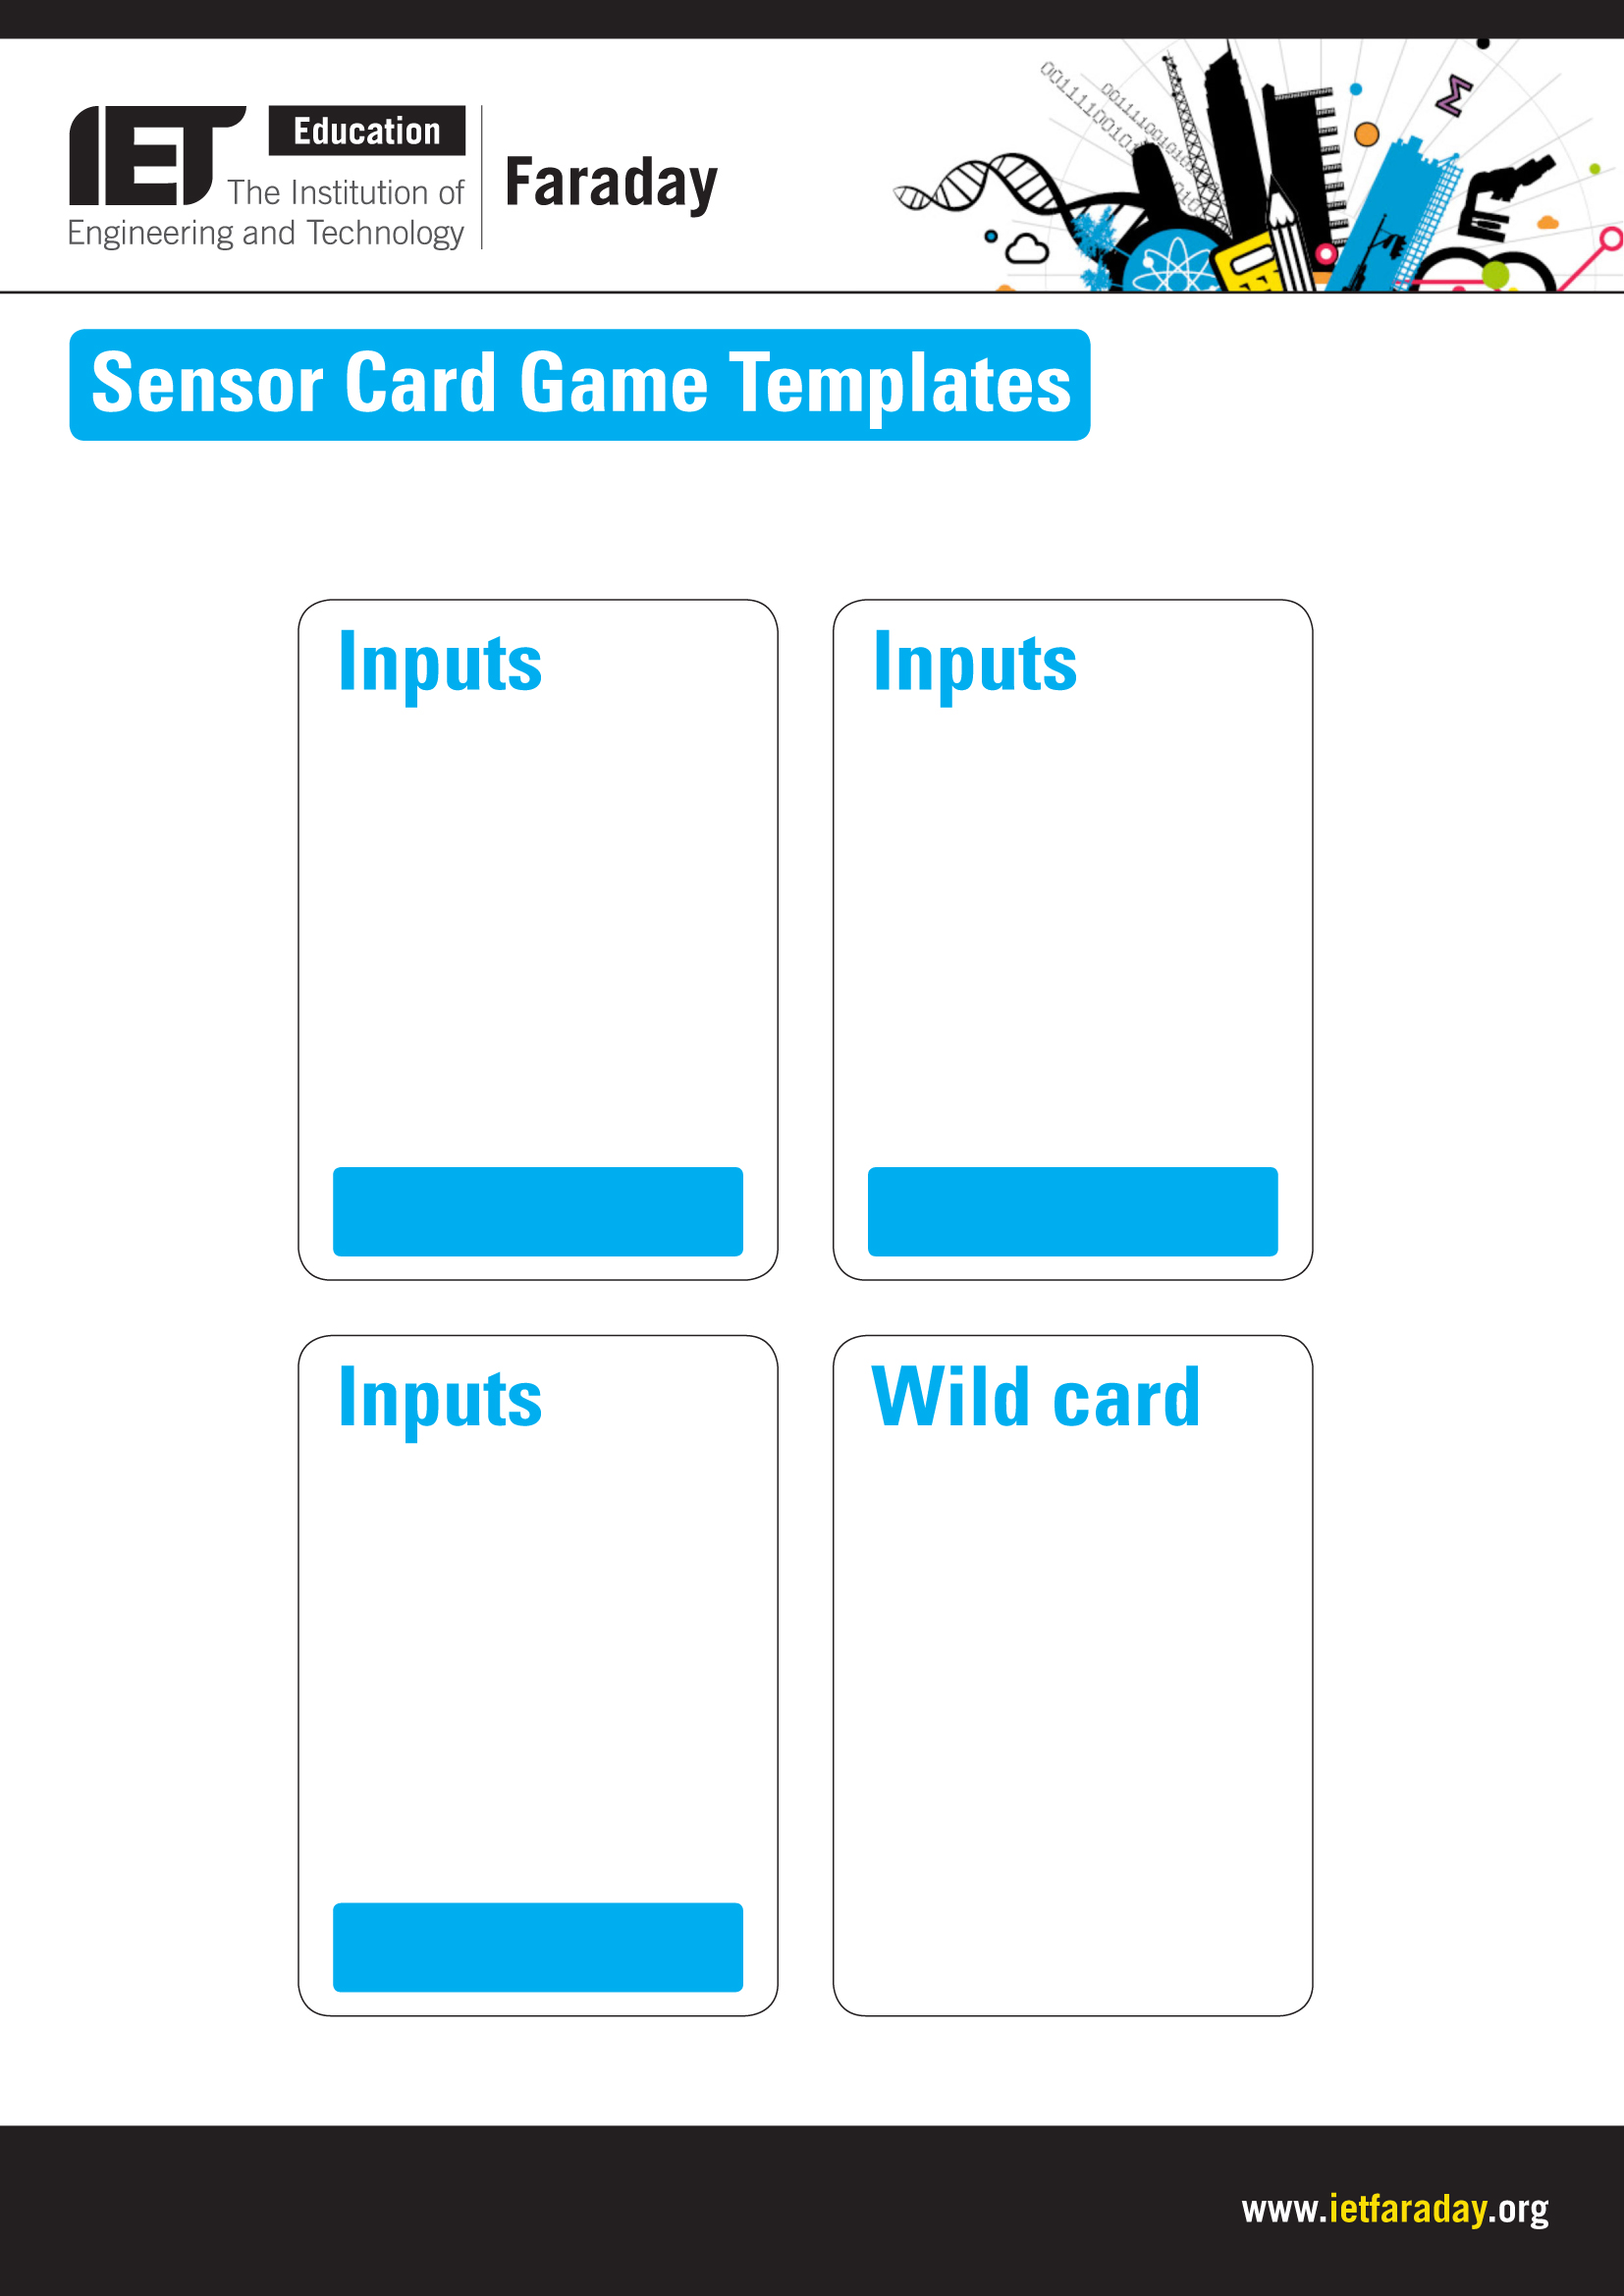 IET Education
The Institution of
Engineering and Technology
Faraday
Sensor Card Game Templates
Inputs
Inputs
Inputs
Wild card
www.ietfaraday.org